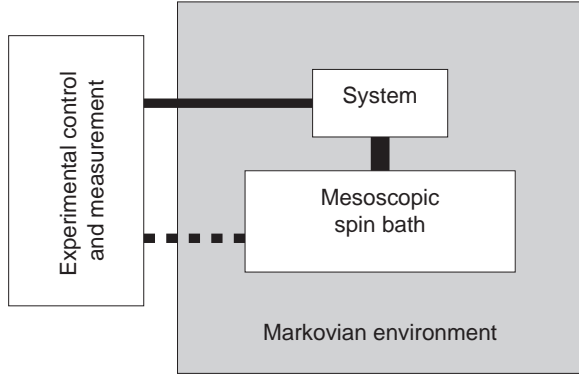 Experimental control
and measurement
System
Mesoscopic
spin bath
Markovian environment